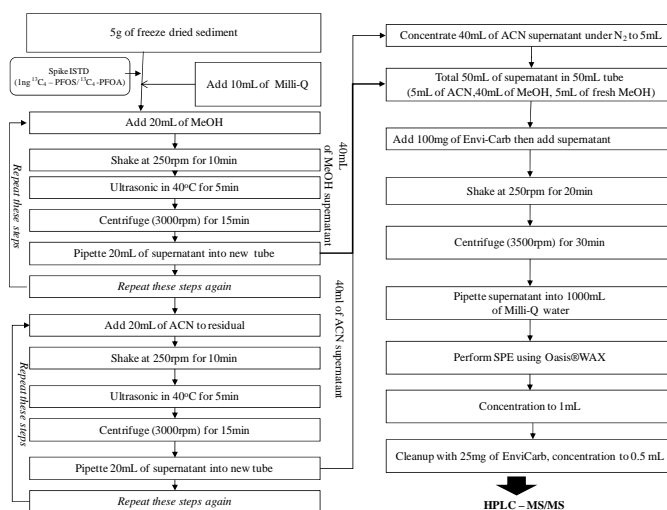 5g of freeze dried sediment
Spike ISTD
(1ng ¹³C₄ – PFOS/¹³C₄-PFOA)
Add 10mL of Milli-Q
Add 20mL of MeOH
Shake at 250rpm for 10min
Ultrasonic in 40°C for 5min
Centrifuge (3000rpm) for 15min
Pipette 20mL of supernatant into new tube
Repeat these steps again
Repeat these steps
40mL
of MeOH supernatant
Add 20mL of ACN to residual
Shake at 250rpm for 10min
Ultrasonic in 40°C for 5min
Centrifuge (3000rpm) for 15min
Pipette 20mL of supernatant into new tube
Repeat these steps again
Repeat these steps
40ml of ACN supernatant
Concentrate 40mL of ACN supernatant under N₂ to 5mL
Total 50mL of supernatant in 50mL tube
(5mL of ACN,40mL of MeOH, 5mL of fresh MeOH)
Add 100mg of Envi-Carb then add supernatant
Shake at 250rpm for 20min
Centrifuge (3500rpm) for 30min
Pipette supernatant into 1000mL
of Milli-Q water
Perform SPE using Oasis®WAX
Concentration to 1mL
Cleanup with 25mg of EnviCarb, concentration to 0.5 mL
HPLC – MS/MS